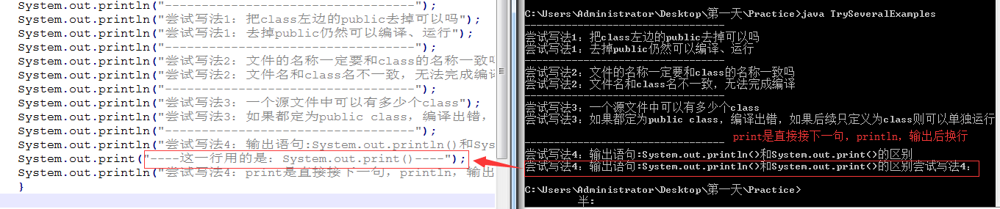 System.out.println("----------------------------------");
System.out.println("尝试写法1：把class左边的public去掉可以吗");
System.out.println("尝试写法1：去掉public仍然可以编译、运行");
System.out.println("----------------------------------");
System.out.println("尝试写法2：文件的名称一定要和class的名称一致
System.out.println("尝试写法2：文件名和class名不一致，无法完成编
System.out.println("----------------------------------");
System.out.println("尝试写法3：一个源文件中可以有多少个class");
System.out.println("尝试写法3：如果都定为public class，编译出错，
System.out.println("----------------------------------");
System.out.println("尝试写法4：输出语句:System.out.println()和Sys
System.out.print("----这一行用的是：System.out.print()----");
System.out.println("尝试写法4：print是直接接下一句，println，输出
}
C:\Users\Administrator\Desktop\第一天\Practice>java TrySeveralExamples
----------------------------------
尝试写法1：把class左边的public去掉可以吗
尝试写法1：去掉public仍然可以编译、运行
----------------------------------
尝试写法2：文件的名称一定要和class的名称一致吗
尝试写法2：文件名和class名不一致，无法完成编译
----------------------------------
尝试写法3：一个源文件中可以有多少个class
尝试写法3：如果都定为public class，编译出错，如果后续只定义为class则可以单独运行
---------------------------------- print是直接接下一句，println，输出后换行
尝试写法4：输出语句:System.out.println()和System.out.print()的区别
尝试写法4：输出语句:System.out.println()和System.out.print()的区别尝试写法4：
C:\Users\Administrator\Desktop\第一天\Practice>
半：